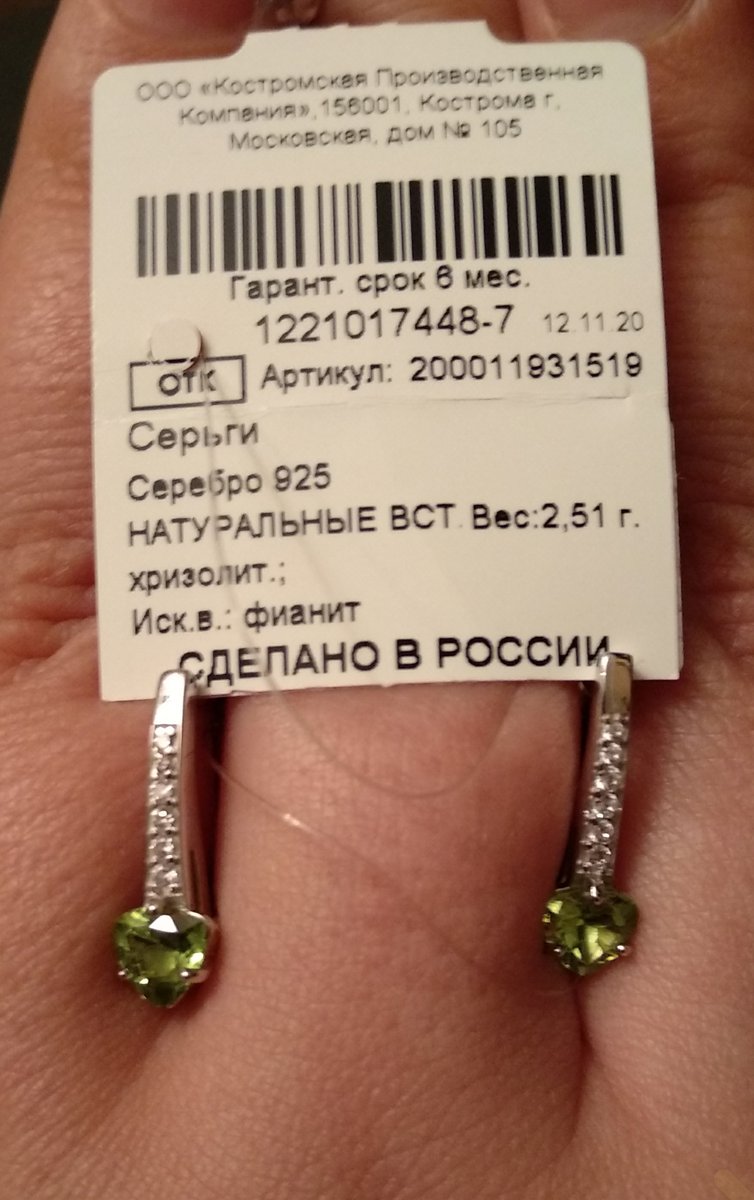 ООО «Костромская Производственная
Компания»,156001, Кострома г,
Московская, дом № 105
Гарант. срок 6 мес.
1221017448-7 12.11.20
ОТК Артикул: 200011931519
Серьги
Серебро 925
НАТУРАЛЬНЫЕ ВСТ. Вес:2,51 г.
хризолит.;
Иск.в.: фианит
СДЕЛАНО В РОССИИ